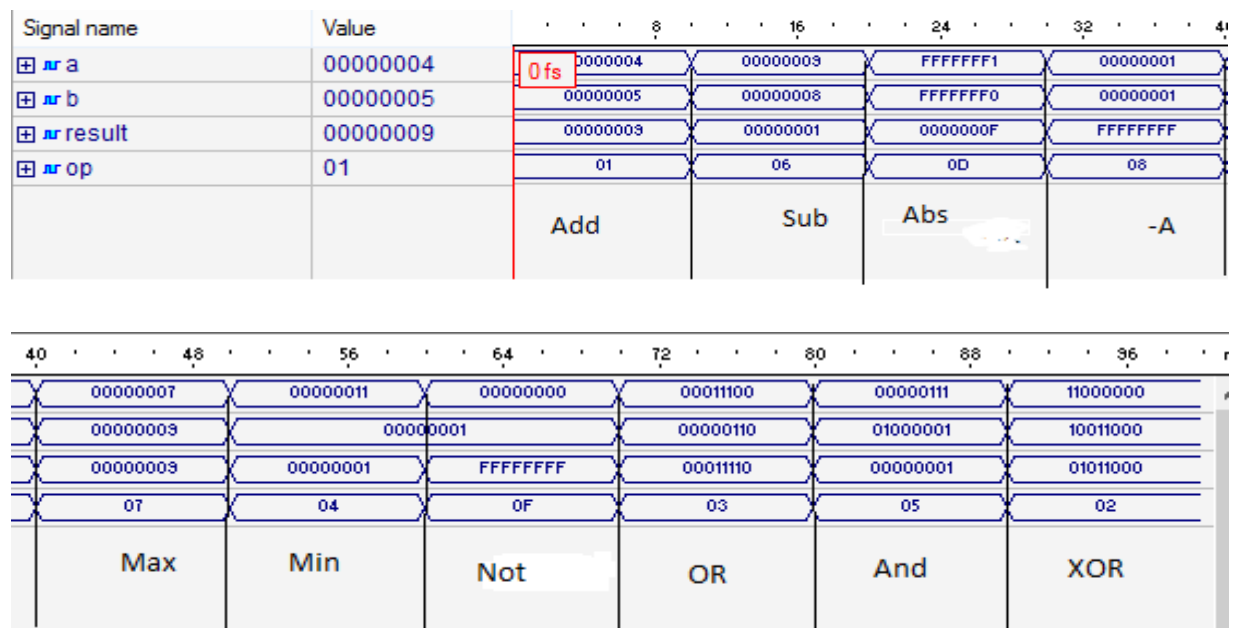 Signal name Value 8 16 24 32 4
a 00000004 0 fs 0000004 00000009 FFFFFFF1 00000001
b 00000005 00000005 00000008 FFFFFFF0 00000001
result 00000009 00000009 00000001 0000000F FFFFFFFF
op 01 01 06 0D 08
Add Sub Abs -A
40 48 56 64 72 80 88 96
00000007 00000011 00000000 00011100 00000111 11000000
00000009 00000001 00000110 01000001 10011000
00000009 00000001 FFFFFFFF 00011110 00000001 01011000
07 04 0F 03 05 02
Max Min Not OR And XOR